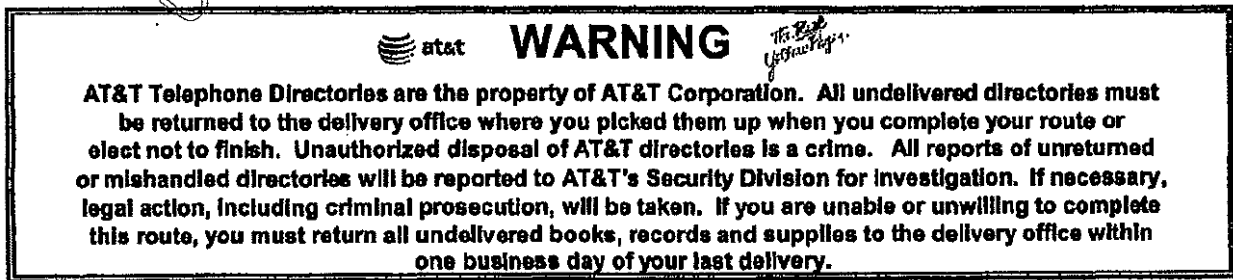 at&t WARNING The Real Yellow Pages.
AT&T Telephone Directories are the property of AT&T Corporation. All undelivered directories must
be returned to the delivery office where you picked them up when you complete your route or
elect not to finish. Unauthorized disposal of AT&T directories is a crime. All reports of unreturned
or mishandled directories will be reported to AT&T's Security Division for investigation. If necessary,
legal action, including criminal prosecution, will be taken. If you are unable or unwilling to complete
this route, you must return all undelivered books, records and supplies to the delivery office within
one business day of your last delivery.